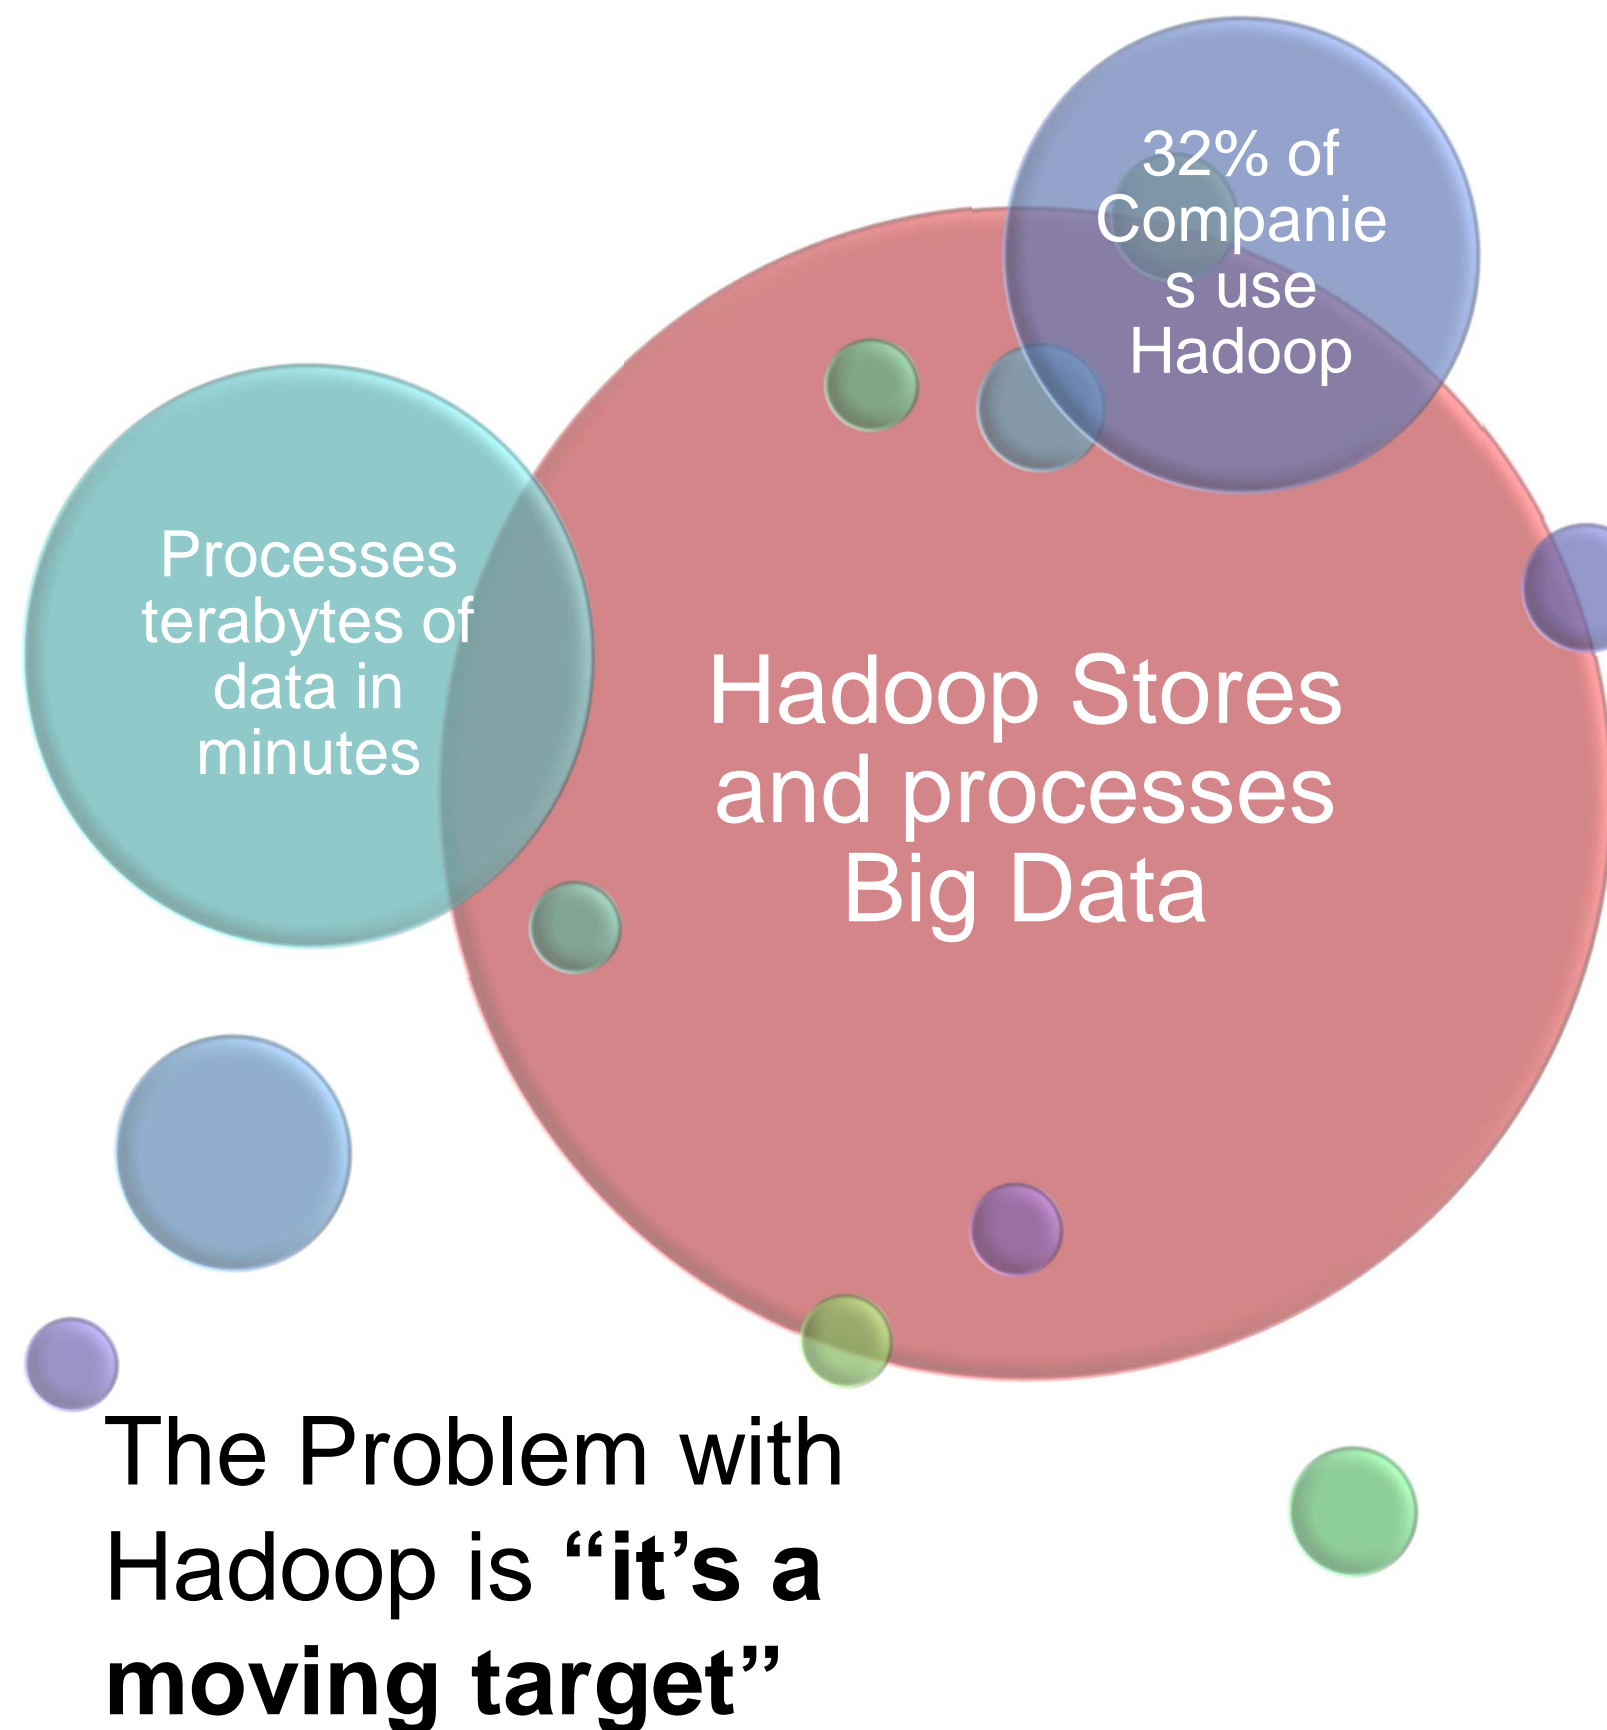 32% of
Companie
s use
Hadoop
Processes
terabytes of
data in
minutes
Hadoop Stores
and processes
Big Data
The Problem with
Hadoop is “it’s a
moving target”